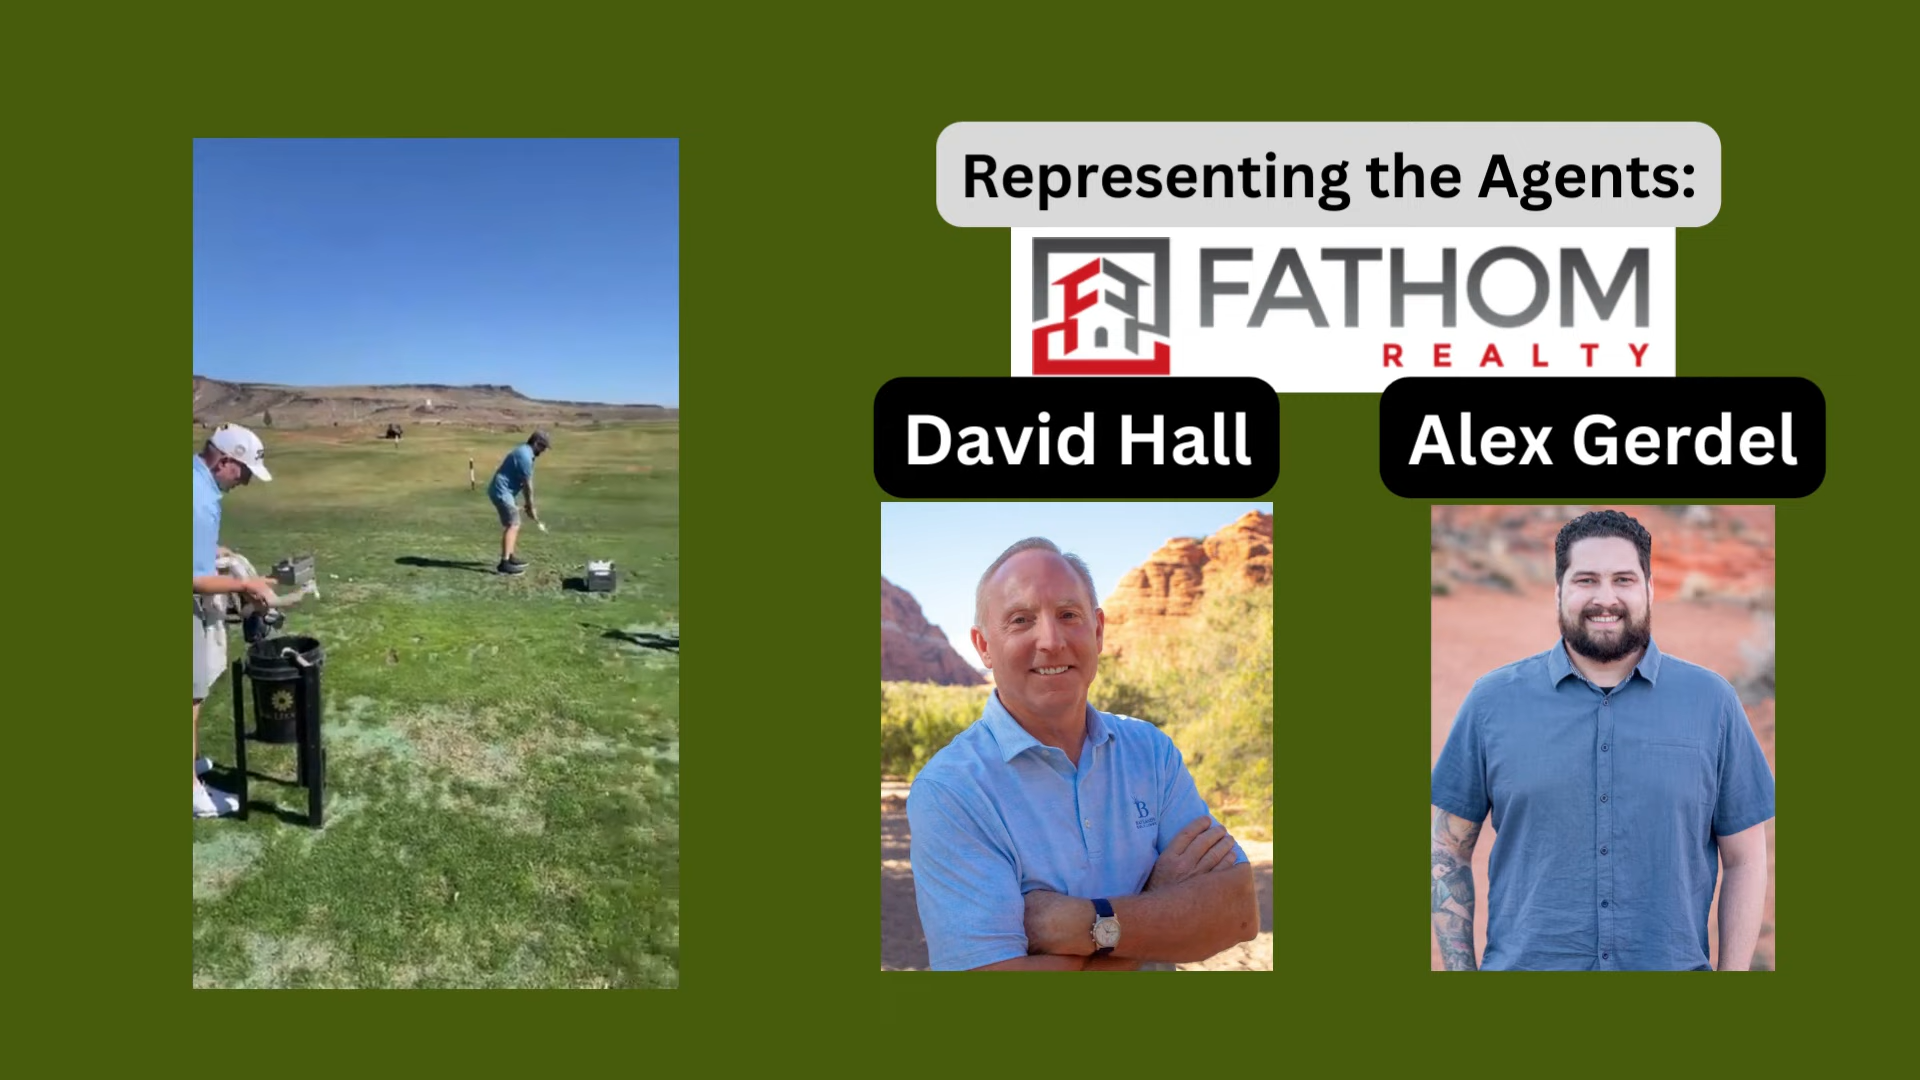 Representing the Agents:
FATHOM
REALTY
David Hall
Alex Gerdel
B